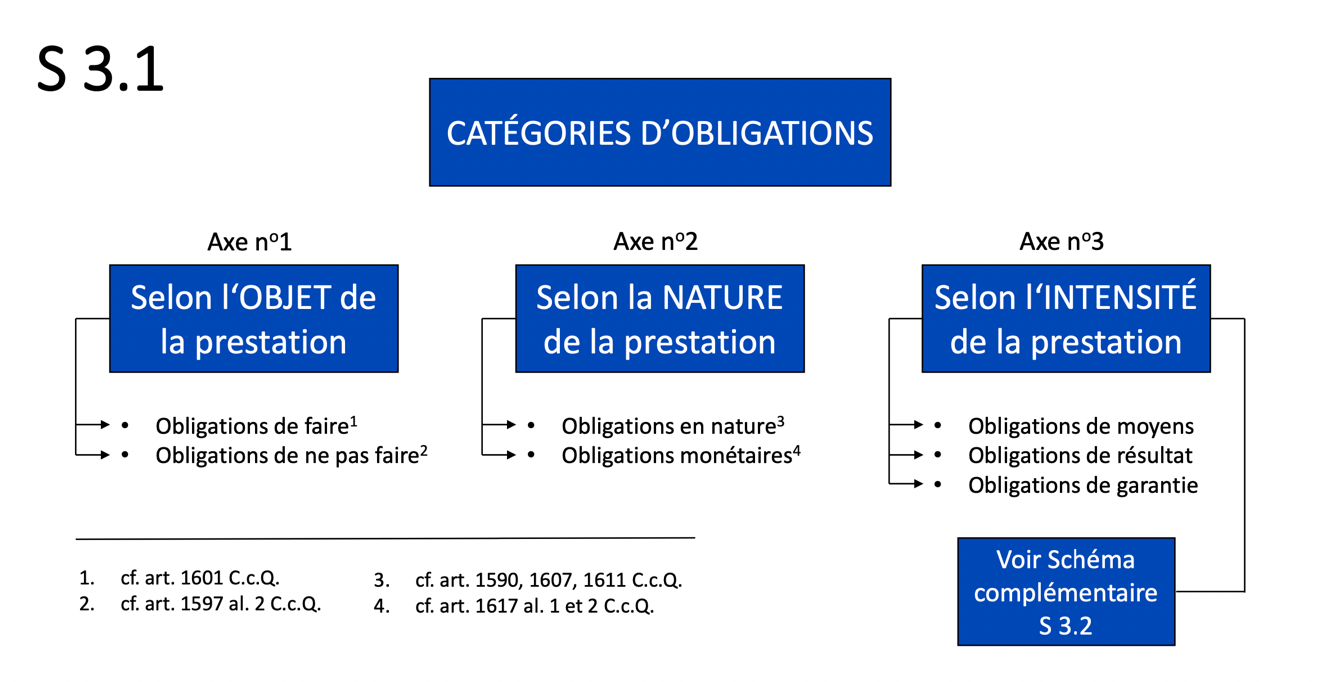 S 3.1
CATÉGORIES D’OBLIGATIONS
Axe nº1
Selon l‘OBJET de
la prestation
• Obligations de faire¹
• Obligations de ne pas faire²
Axe nº2
Selon la NATURE
de la prestation
• Obligations en nature³
• Obligations monétaires⁴
Axe nº3
Selon l‘INTENSITÉ
de la prestation
• Obligations de moyens
• Obligations de résultat
• Obligations de garantie
Voir Schéma
complémentaire
S 3.2
1. cf. art. 1601 C.c.Q.
2. cf. art. 1597 al. 2 C.c.Q.
3. cf. art. 1590, 1607, 1611 C.c.Q.
4. cf. art. 1617 al. 1 et 2 C.c.Q.